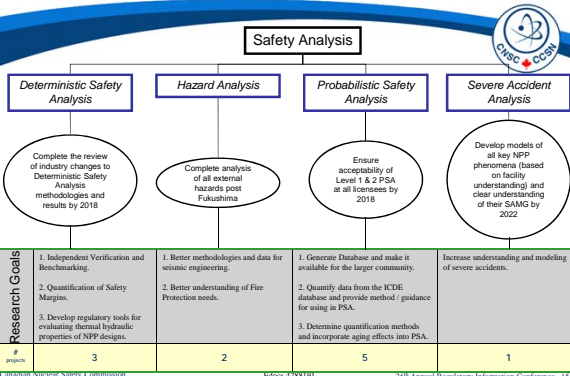 Safety Analysis
CNSC CCSN
Deterministic Safety
Analysis
Hazard Analysis
Probabilistic Safety
Analysis
Severe Accident
Analysis
Complete the review
of industry changes to
Deterministic Safety
Analysis
methodologies and
results by 2018
Complete analysis
of all external
hazards post
Fukushima
Ensure
acceptability of
Level 1 & 2 PSA
at all licensees by
2018
Develop models of
all key NPP
phenomena (based
on facility
understanding) and
clear understanding
of their SAMG by
2022
Research Goals
1. Independent Verification and
Benchmarking.
2. Quantification of Safety
Margins.
3. Develop regulatory tools for
evaluating thermal hydraulic
properties of NPP designs.
1. Better methodologies and data for
seismic engineering.
2. Better understanding of Fire
Protection needs.
1. Generate Database and make it
available for the larger community.
2. Quantify data from the ICDE
database and provide method / guidance
for using in PSA.
3. Determine quantification methods
and incorporate aging effects into PSA.
Increase understanding and modeling
of severe accidents.
#
projects
3
2
5
1
Canadian Nuclear Safety Commission
Annual Regulatory Information Conference